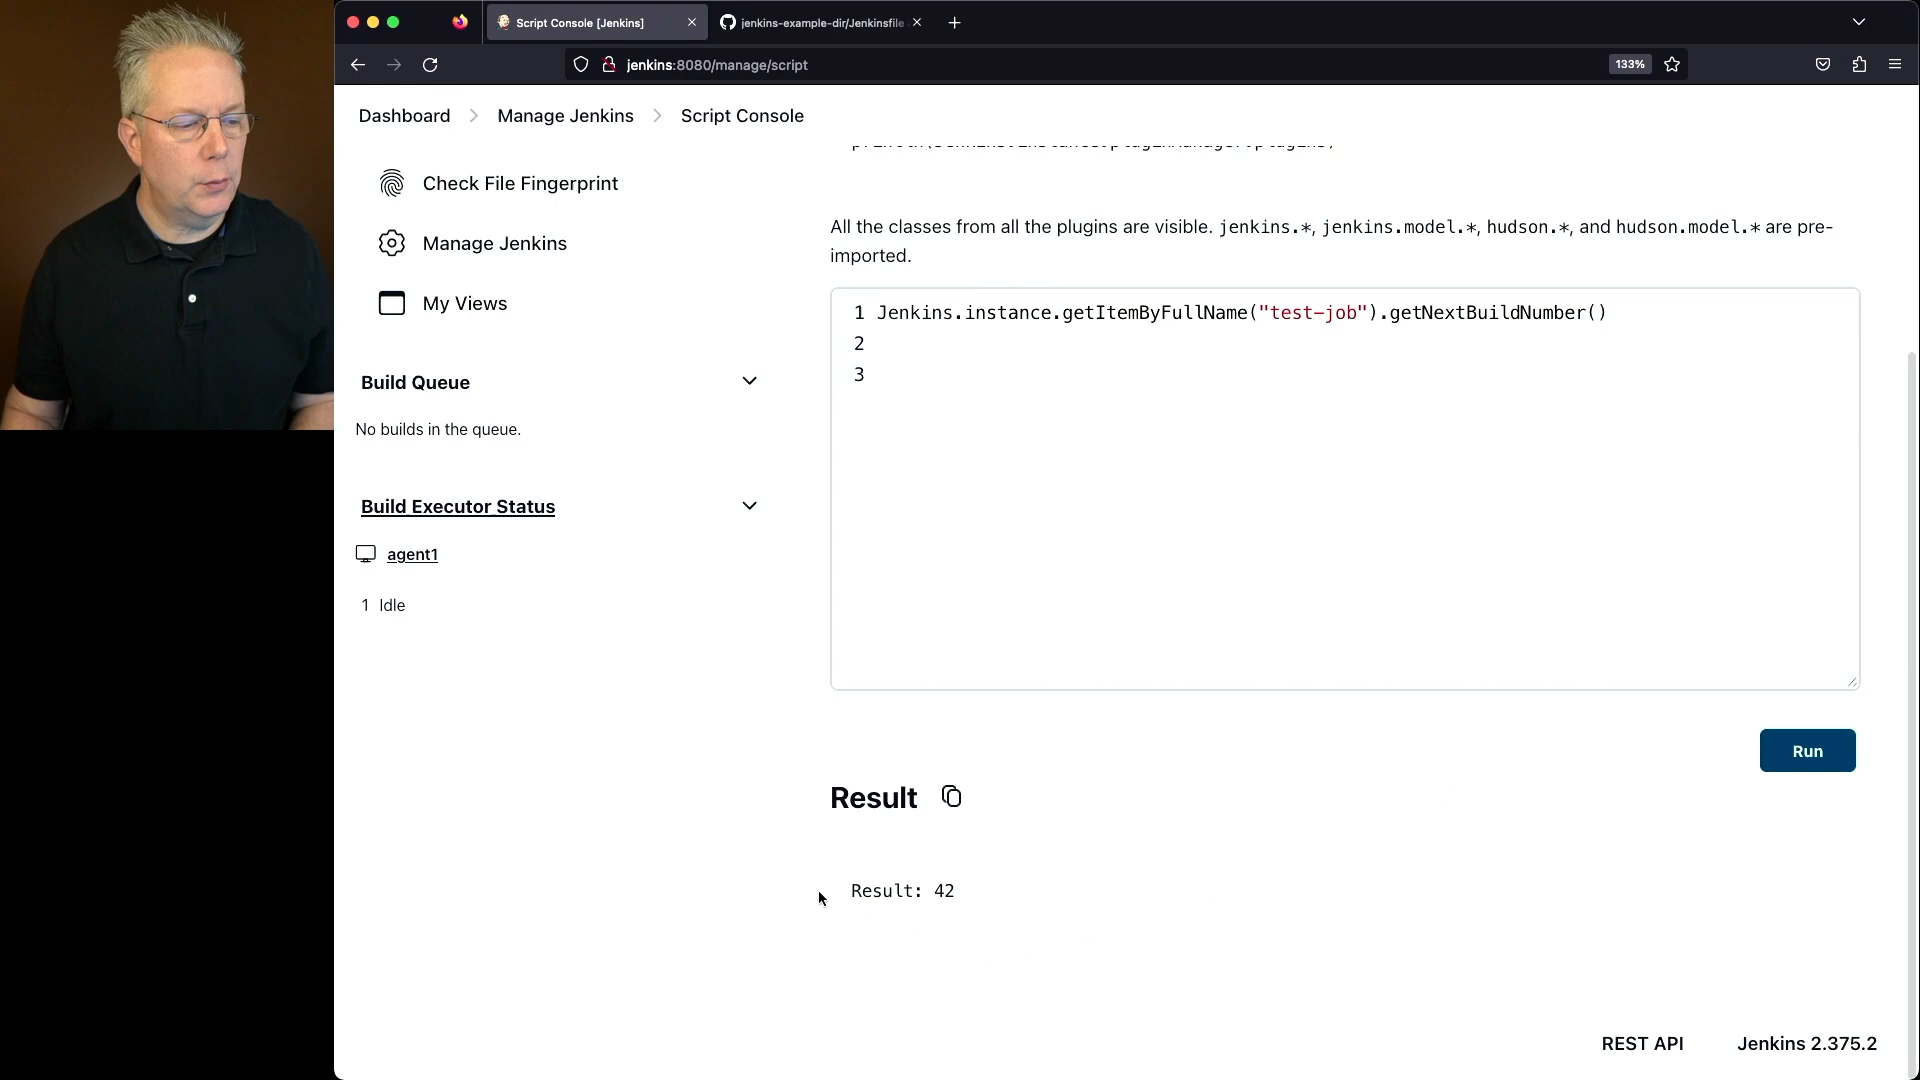 Script Console [Jenkins]
jenkins-example-dir/Jenkinsfile
jenkins:8080/manage/script
133%
Dashboard
Manage Jenkins
Script Console
Check File Fingerprint
Manage Jenkins
My Views
Build Queue
No builds in the queue.
Build Executor Status
agent1
1 Idle
All the classes from all the plugins are visible. jenkins.*, jenkins.model.*, hudson.*, and hudson.model.* are pre-
imported.
1 Jenkins.instance.getItemByFullName("test-job").getNextBuildNumber()
2
3
Run
Result
Result: 42
REST API
Jenkins 2.375.2